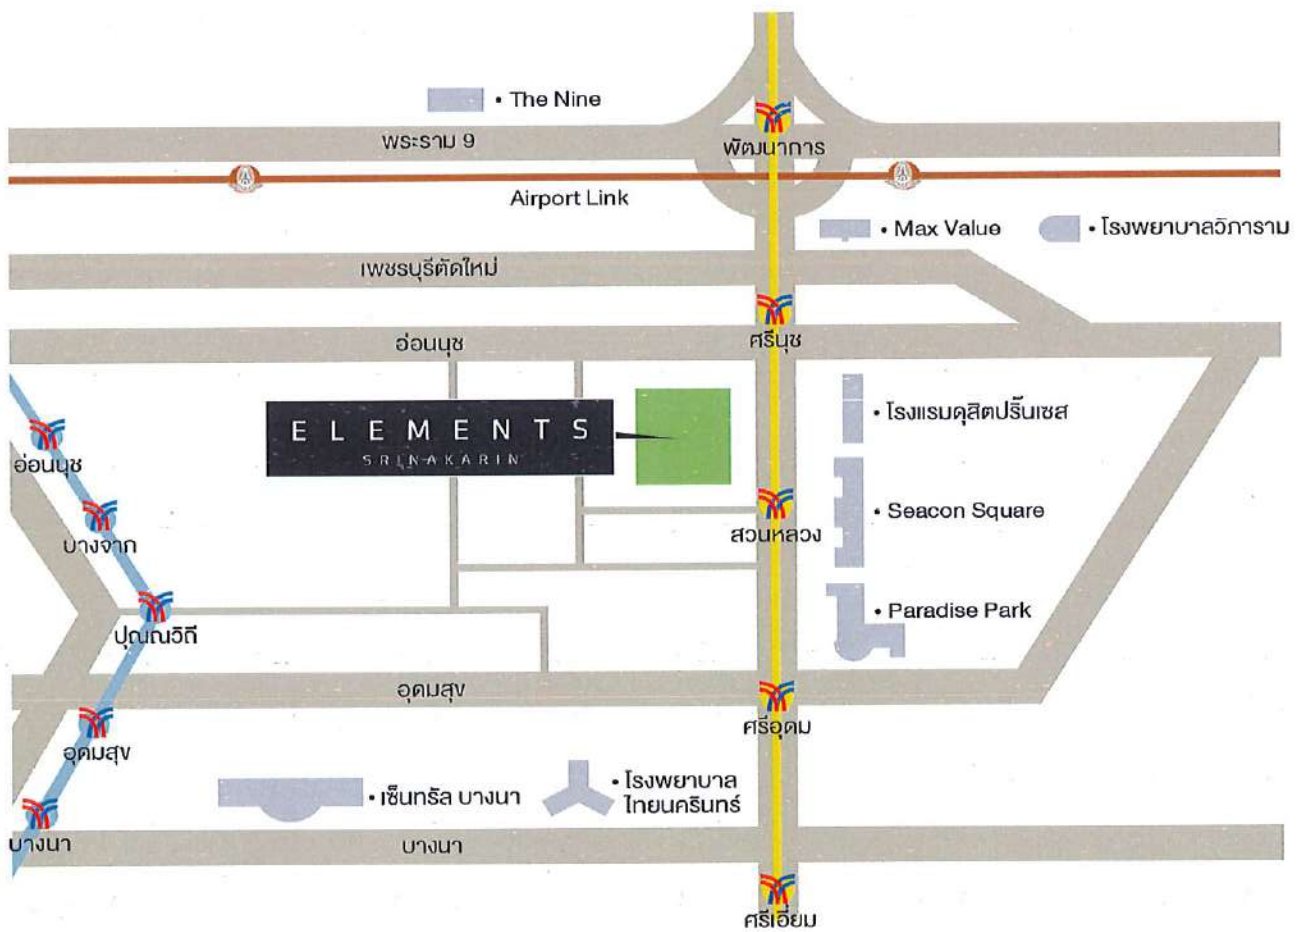 • The Nine
พระราม 9
พัฒนาการ
Airport Link
• Max Value
• โรงพยาบาลวิภาราม
เพชรบุรีตัดใหม่
อ่อนนุช
ศรีนุช
• โรงแรมดุสิตปริ๊นเซส
ELEMENTS
SRINAKARIN
อ่อนนุช
• Seacon Square
สวนหลวง
บางจาก
• Paradise Park
ปุณณวิถี
อุดมสุข
ศรีอุดม
อุดมสุข
• เซ็นทรัล บางนา
• โรงพยาบาล
ไทยนครินทร์
บางนา
บางนา
ศรีเอี่ยม